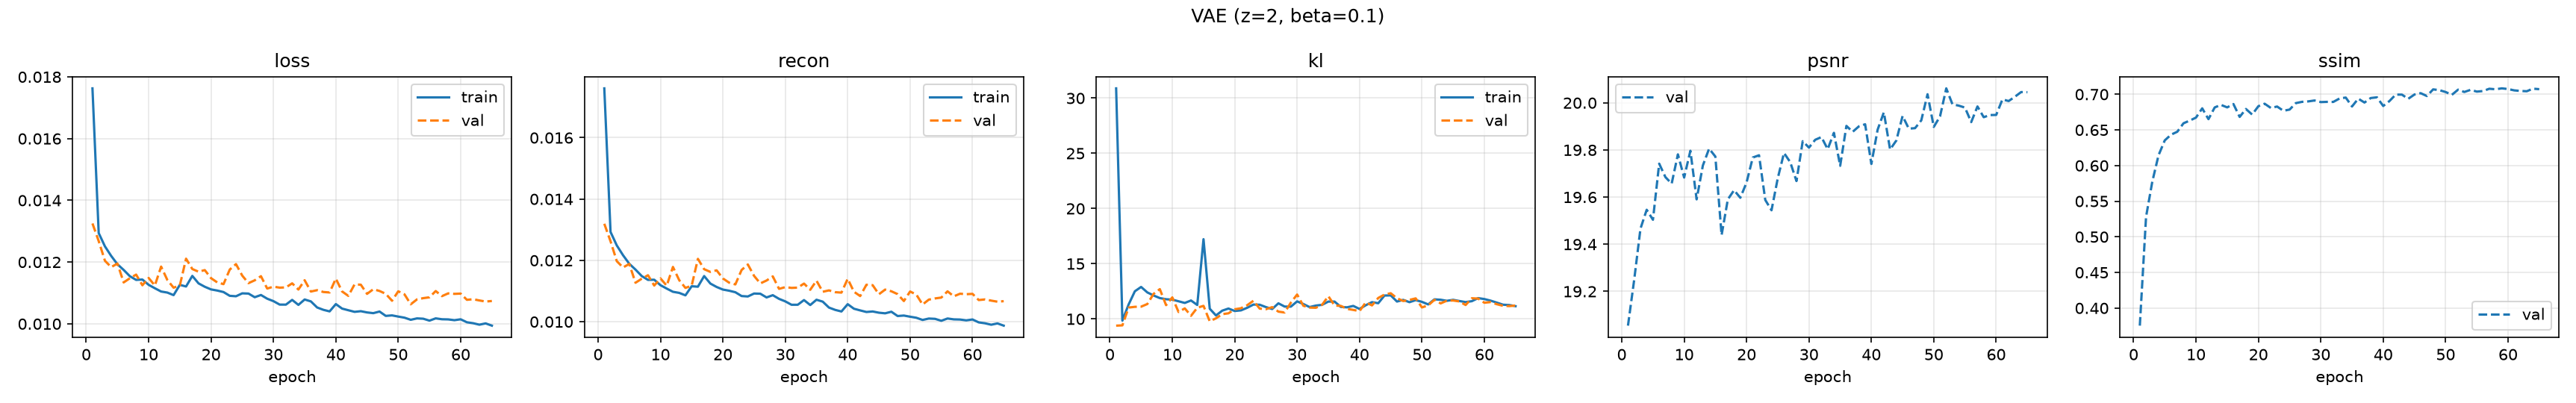 VAE (z=2, beta=0.1)
loss
0.018
0.016
0.014
0.012
0.010
0 10 20 30 40 50 60
epoch
train
val
recon
0.016
0.014
0.012
0.010
0 10 20 30 40 50 60
epoch
train
val
kl
30
25
20
15
10
0 10 20 30 40 50 60
epoch
train
val
psnr
20.0
19.8
19.6
19.4
19.2
0 10 20 30 40 50 60
epoch
val
ssim
0.70
0.65
0.60
0.55
0.50
0.45
0.40
0 10 20 30 40 50 60
epoch
val